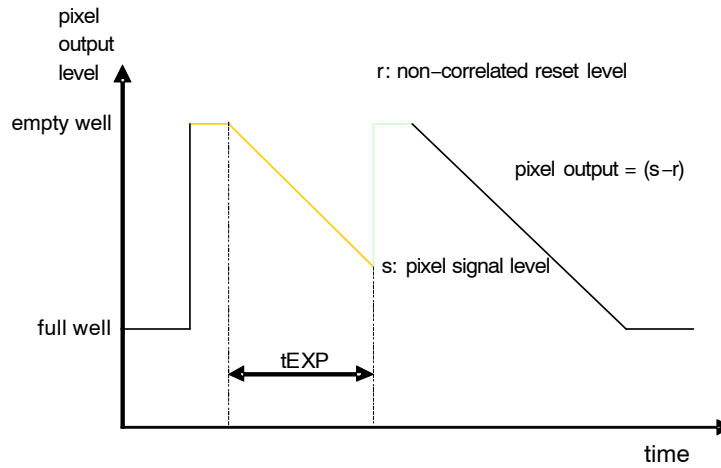 pixel
output
level
r: non−correlated reset level
empty well
pixel output = (s−r)
s: pixel signal level
full well
tEXP
time